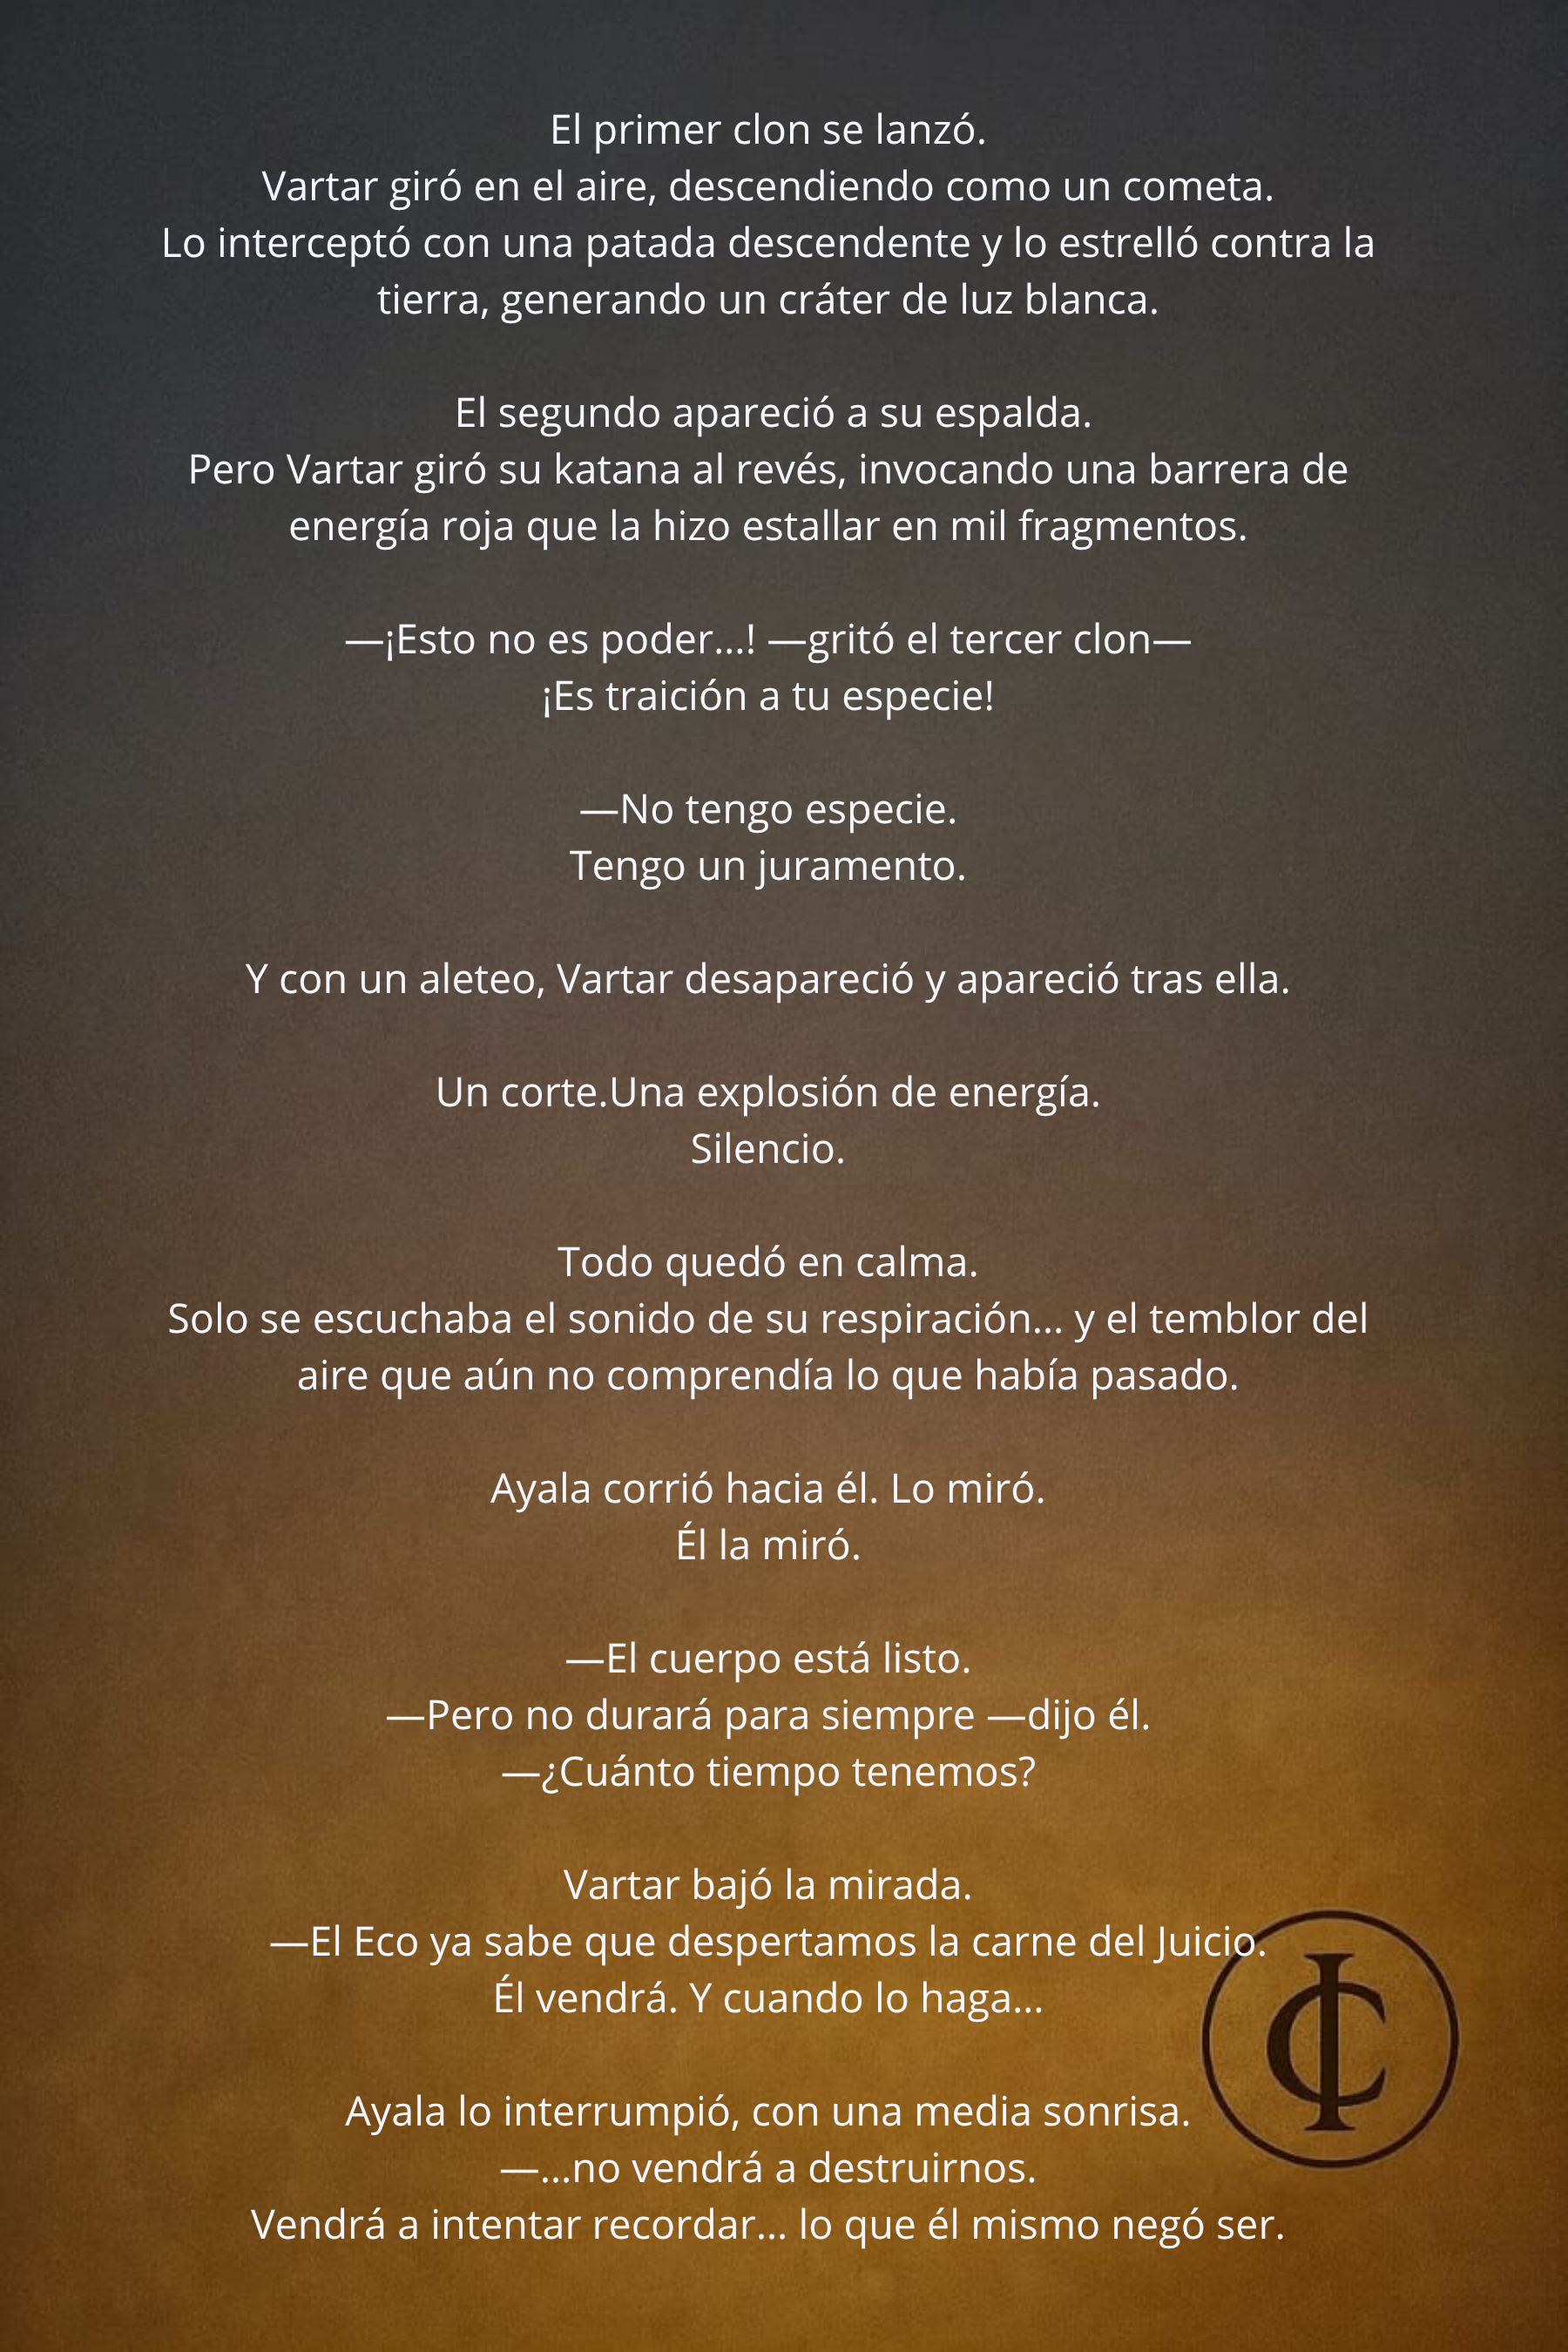 El primer clon se lanzó.
Vartar giró en el aire, descendiendo como un cometa.
Lo interceptó con una patada descendente y lo estrelló contra la
tierra, generando un cráter de luz blanca.
El segundo apareció a su espalda.
Pero Vartar giró su katana al revés, invocando una barrera de
energía roja que la hizo estallar en mil fragmentos.
—¡Esto no es poder...! —gritó el tercer clon—
¡Es traición a tu especie!
—No tengo especie.
Tengo un juramento.
Y con un aleteo, Vartar desapareció y apareció tras ella.
Un corte.Una explosión de energía.
Silencio.
Todo quedó en calma.
Solo se escuchaba el sonido de su respiración... y el temblor del
aire que aún no comprendía lo que había pasado.
Ayala corrió hacia él. Lo miró.
Él la miró.
—El cuerpo está listo.
—Pero no durará para siempre —dijo él.
—¿Cuánto tiempo tenemos?
Vartar bajó la mirada.
—El Eco ya sabe que despertamos la carne del Juicio.
Él vendrá. Y cuando lo haga...
Ayala lo interrumpió, con una media sonrisa.
—...no vendrá a destruirnos.
Vendrá a intentar recordar... lo que él mismo negó ser.